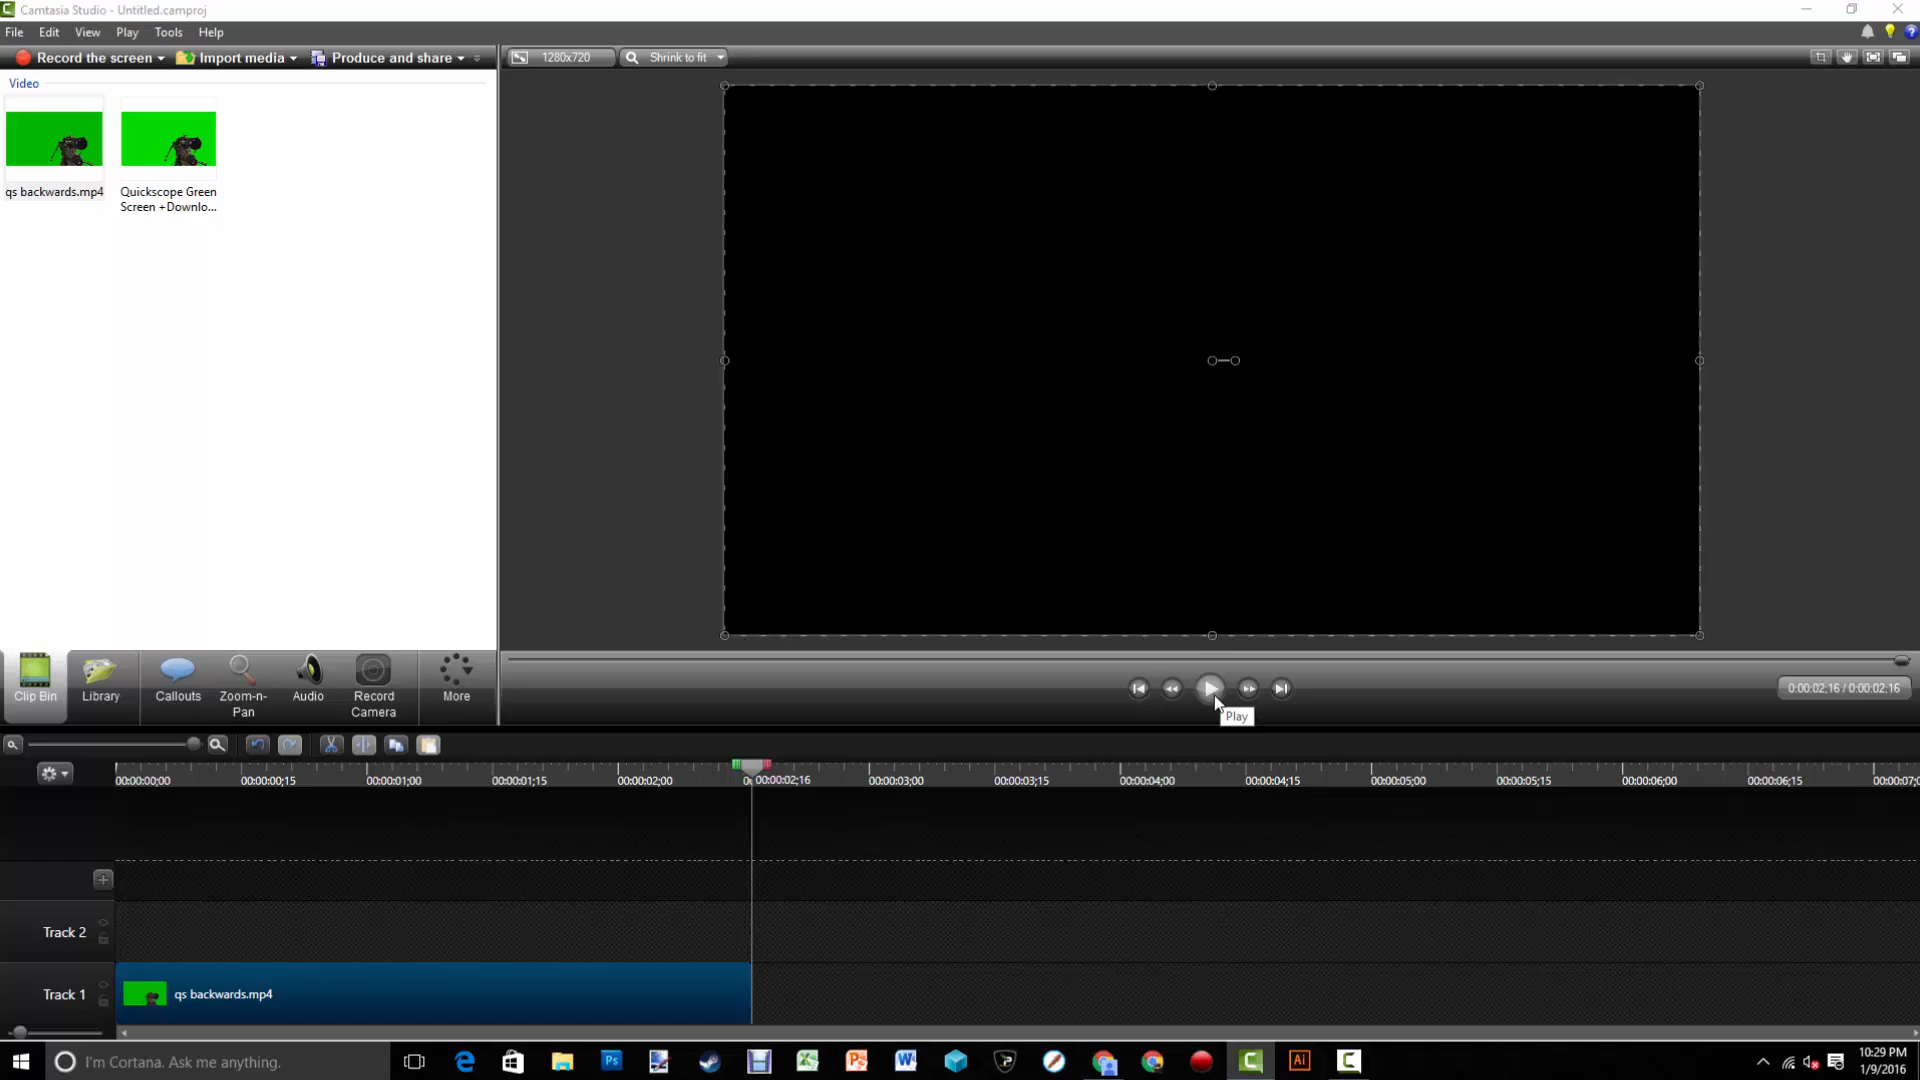 Camtasia Studio - Untitled.camproj
File Edit View Play Tools Help
Record the screen Import media Produce and share 1280x720 Shrink to fit
Video
qs backwards.mp4
Quickscope Green
Screen +Downlo...
Clip Bin Library Callouts Zoom-n-
Pan Audio Record
Camera More
Play
0:00:02;16 / 0:00:02;16
00:00:00;00 00:00:00;15 00:00:01;00 00:00:01;15 00:00:02;00 00:00:02;16 00:00:03;00 00:00:03;15 00:00:04;00 00:00:04;15 00:00:05;00 00:00:05;15 00:00:06;00 00:00:06;15 00:00:07;0
Track 2
Track 1 qs backwards.mp4
I'm Cortana. Ask me anything.
Ps
Ai
10:29 PM
1/9/2016